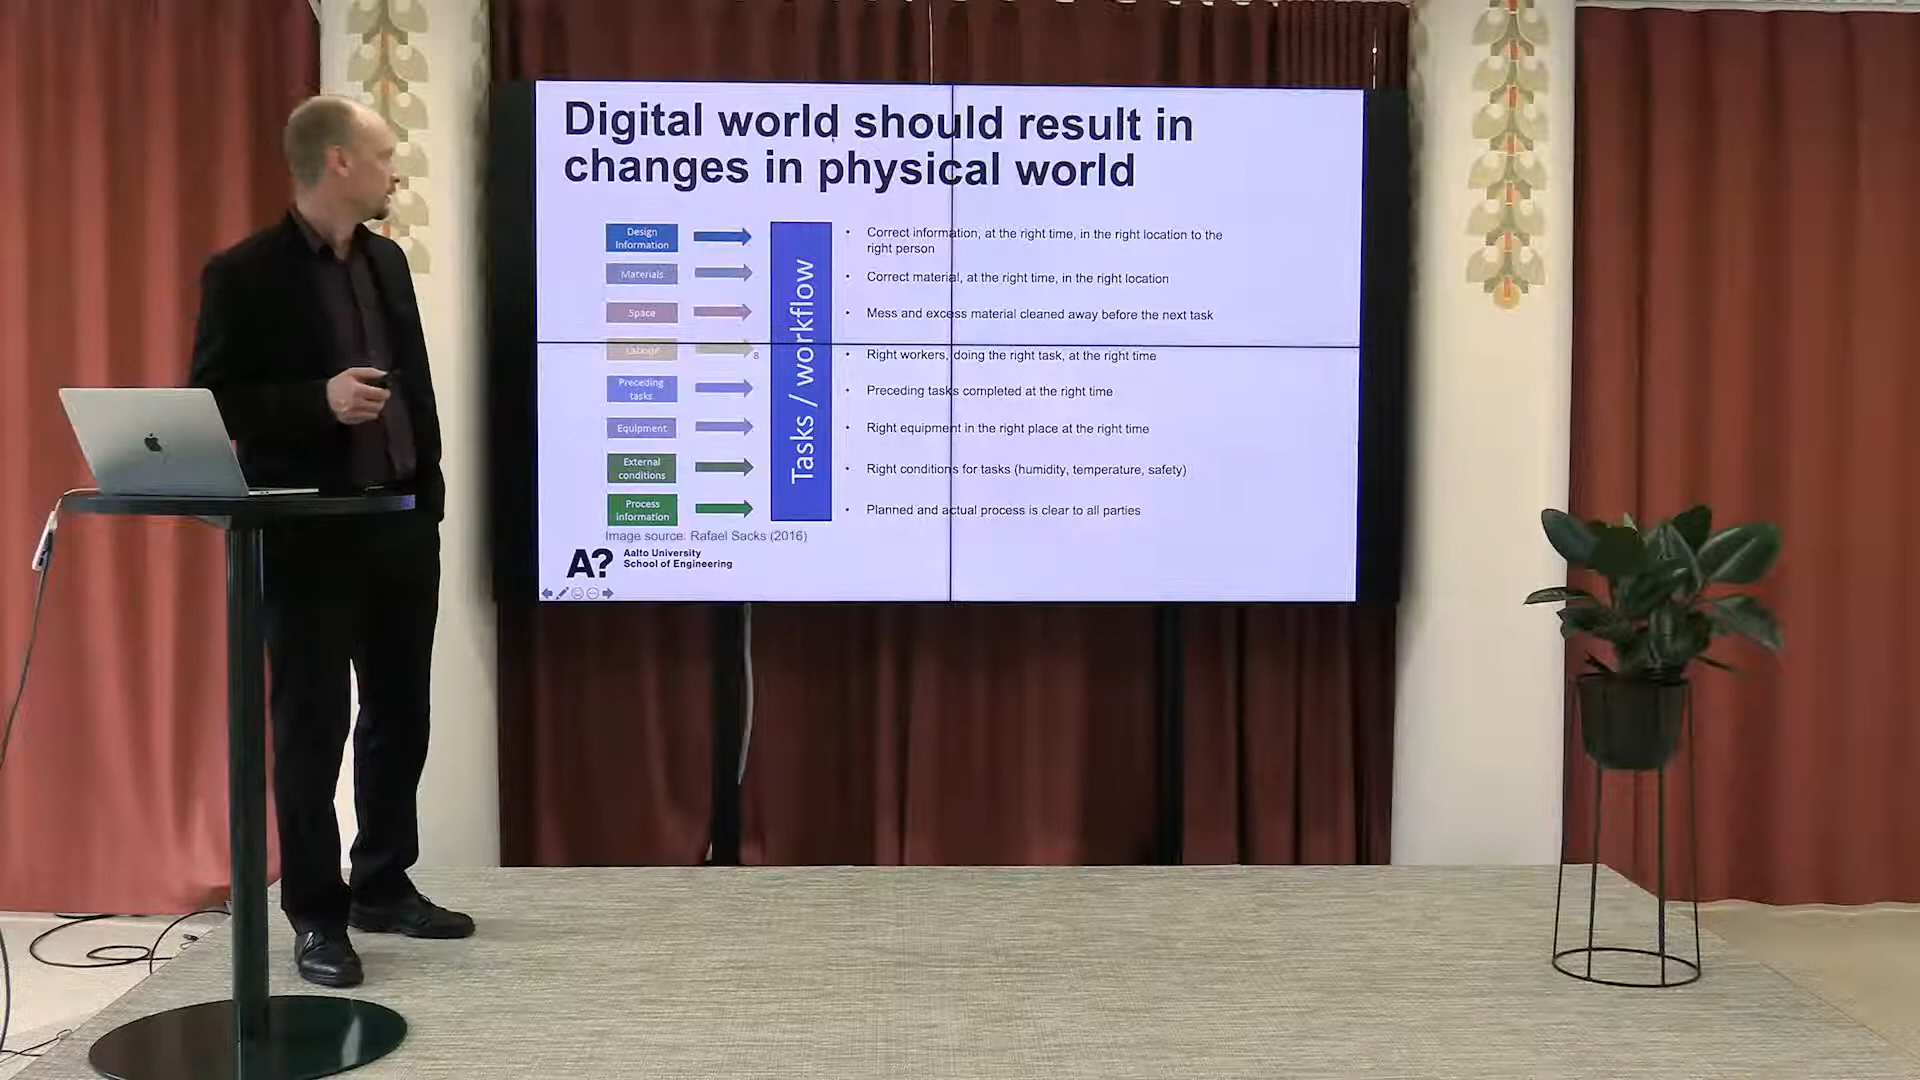 Digital world should result in
changes in physical world
Design
Information
Correct information, at the right time, in the right location to the
right person
Materials
Correct material, at the right time, in the right location
Space
Mess and excess material cleaned away before the next task
Labour
8
Right workers, doing the right task, at the right time
Preceding
tasks
Preceding tasks completed at the right time
Equipment
Right equipment in the right place at the right time
External
conditions
Right conditions for tasks (humidity, temperature, safety)
Process
information
Planned and actual process is clear to all parties
Tasks / workflow
Image source: Rafael Sacks (2016)
A?
Aalto University
School of Engineering